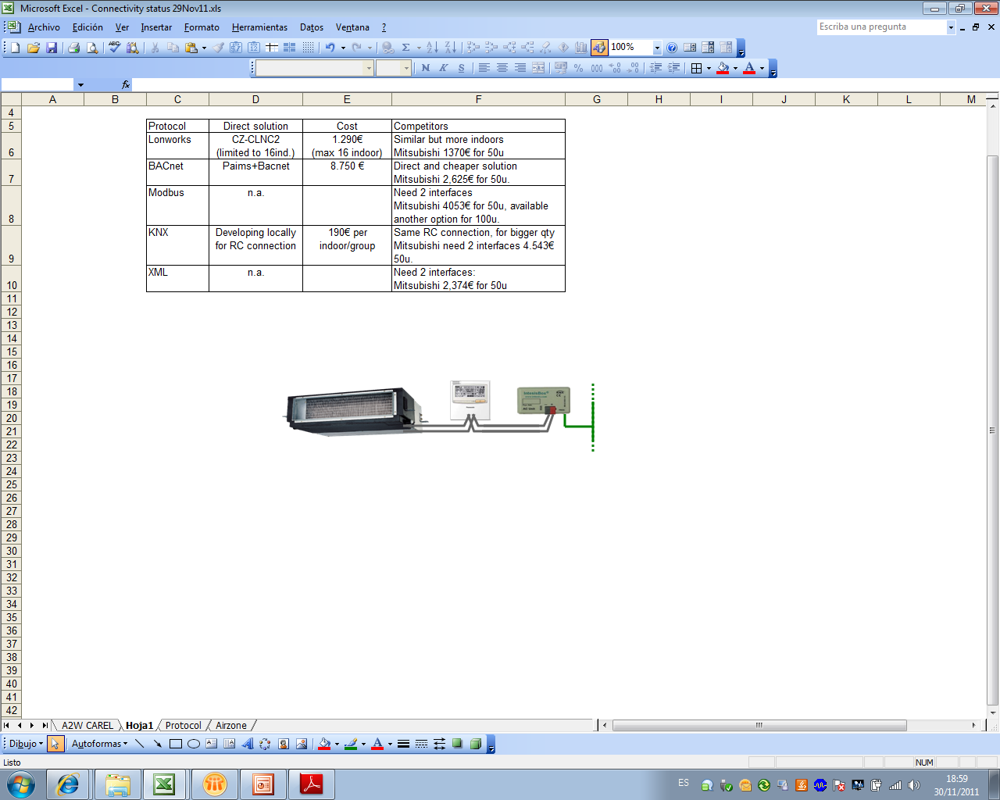 Microsoft Excel - Connectivity status 29Nov11.xls
Archivo Edición Ver Insertar Formato Herramientas Datos Ventana ?
Escriba una pregunta
100%
N K S
% 000
fx
A B C D E F G H I J K L M
4
5 Protocol Direct solution Cost Competitors
Lonworks CZ-CLNC2 1.290€ Similar but more indoors
6 (limited to 16ind.) (max 16 indoor) Mitsubishi 1370€ for 50u
BACnet Paims+Bacnet 8.750 € Direct and cheaper solution
7 Mitsubishi 2,625€ for 50u.
Modbus n.a. Need 2 interfaces
Mitsubishi 4053€ for 50u, available
8 another option for 100u.
KNX Developing locally 190€ per Same RC connection, for bigger qty
for RC connection indoor/group Mitsubishi need 2 interfaces 4.543€
9 50u.
XML n.a. Need 2 interfaces:
10 Mitsubishi 2,374€ for 50u
11
12
13
14
15
16
17
18
19
20
21
22
23
24
25
26
27
28
29
30
31
32
33
34
35
36
37
38
39
40
41
42
A2W CAREL Hoja1 Protocol Airzone
Dibujo Autoformas
Listo
NUM
ES
18:59
30/11/2011